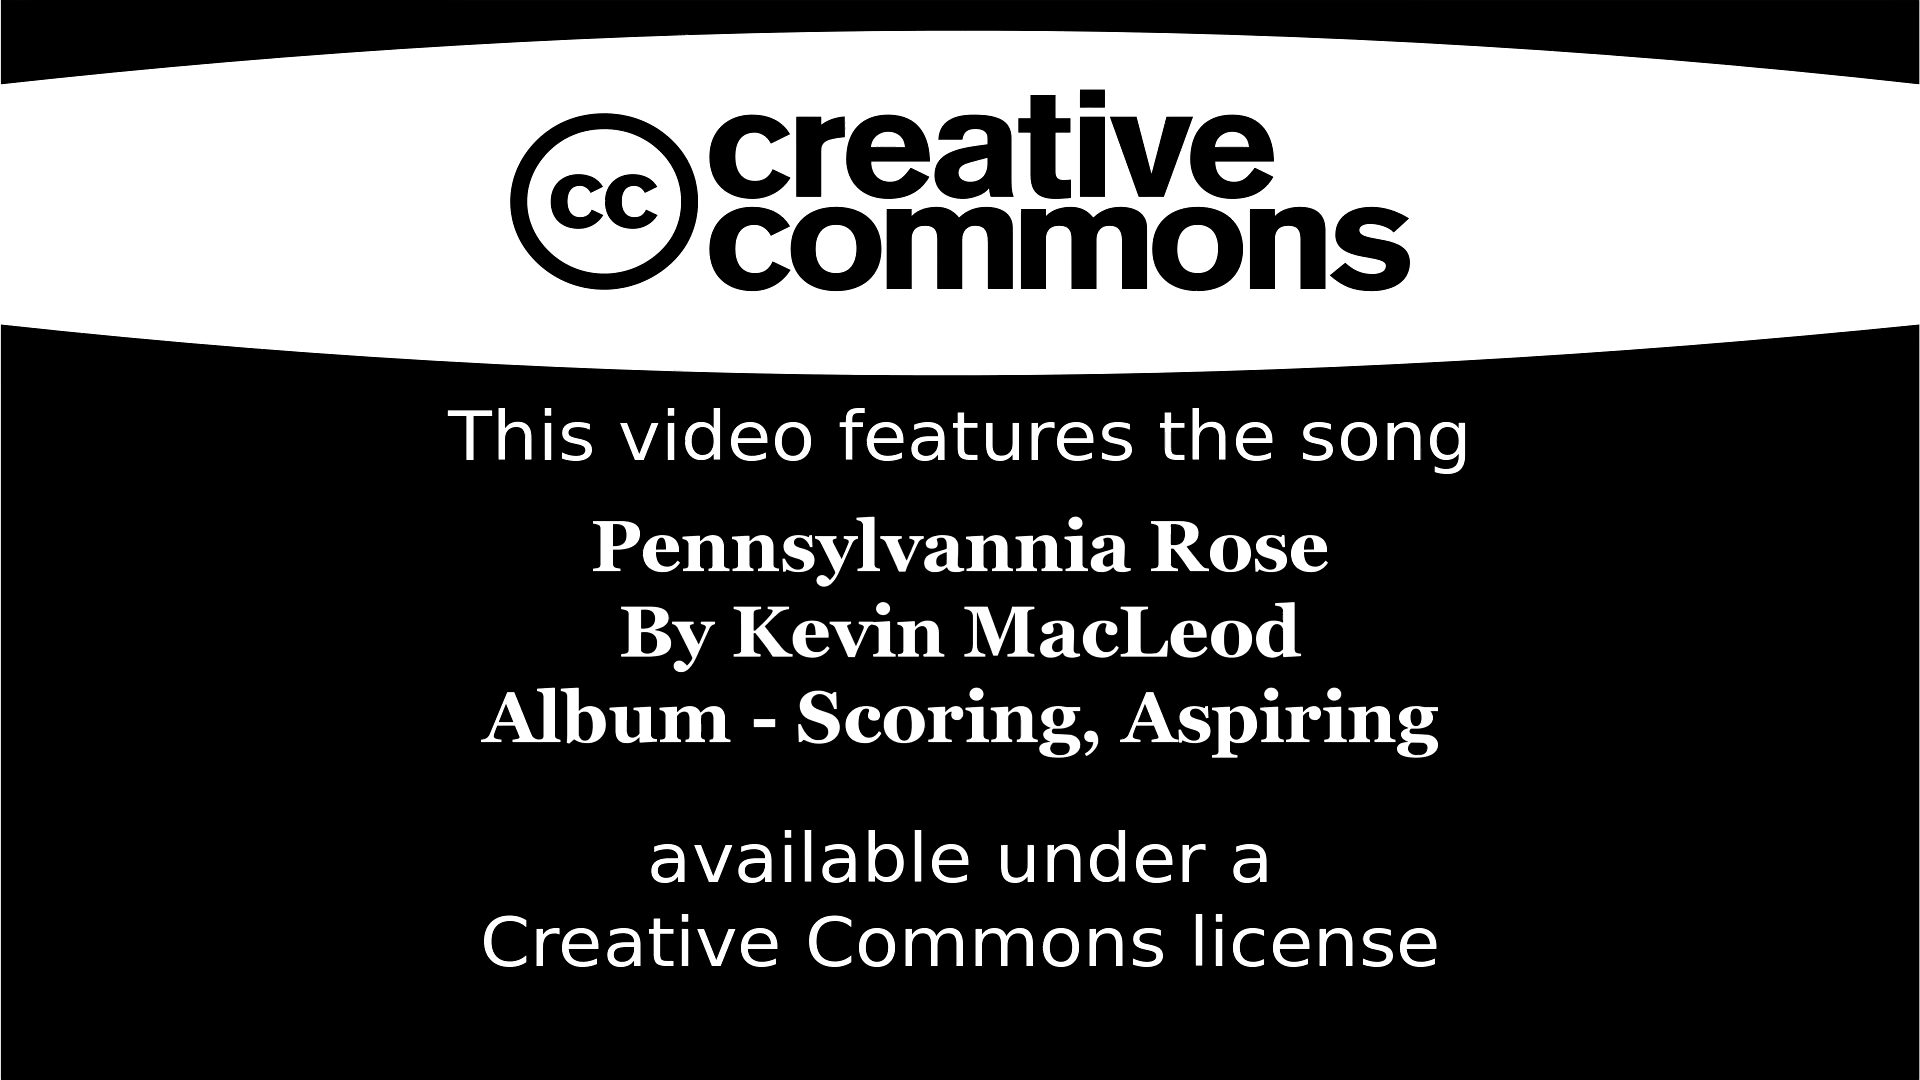 cc creative
commons
This video features the song
Pennsylvannia Rose
By Kevin MacLeod
Album - Scoring, Aspiring
available under a
Creative Commons license